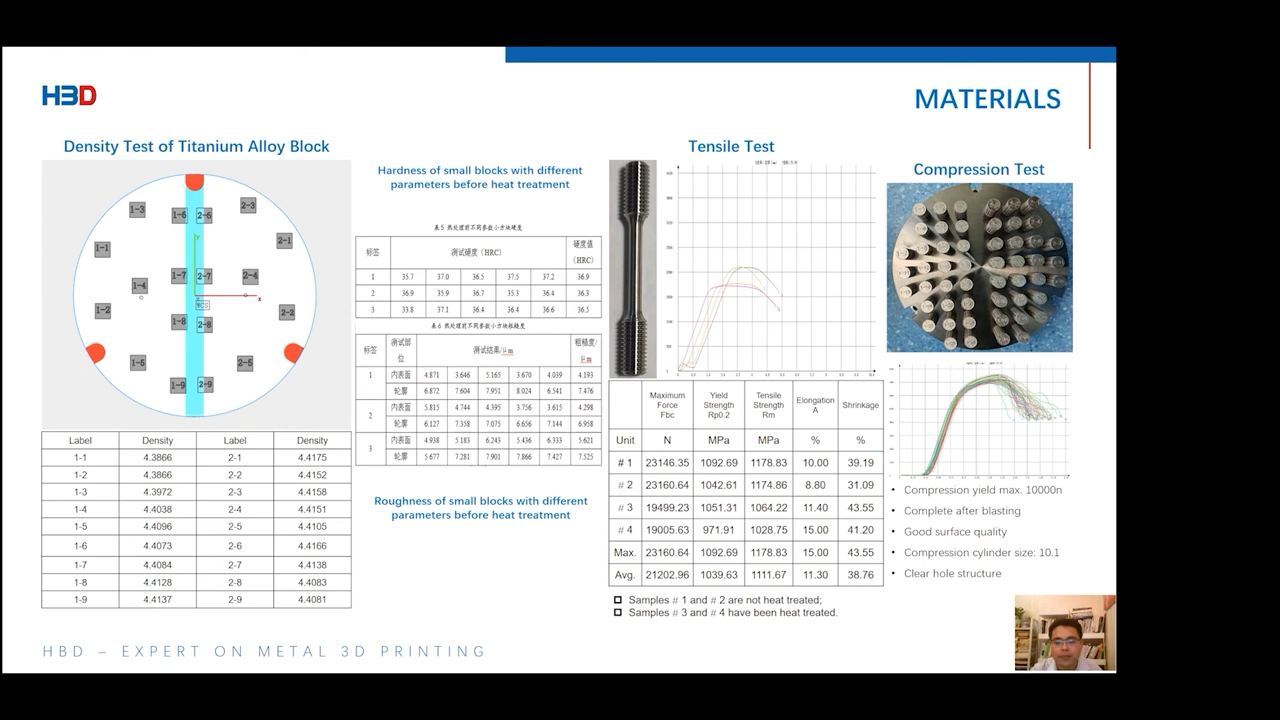 HBD
MATERIALS
Density Test of Titanium Alloy Block
1-3
1-6
2-6
2-3
1-1
2-1
1-7
2-7
2-4
1-4
WCS
1-2
1-8
2-8
2-2
1-5
2-5
1-9
2-9
Label Density Label Density
1-1 4.3866 2-1 4.4175
1-2 4.3866 2-2 4.4152
1-3 4.3972 2-3 4.4158
1-4 4.4038 2-4 4.4151
1-5 4.4096 2-5 4.4105
1-6 4.4073 2-6 4.4166
1-7 4.4084 2-7 4.4138
1-8 4.4128 2-8 4.4083
1-9 4.4137 2-9 4.4081
Hardness of small blocks with different
parameters before heat treatment
表 5 热处理前不同参数小方块硬度
标签 测试硬度（HRC） 硬度值
（HRC）
1 35.7 37.0 36.5 37.5 37.2 36.9
2 36.9 35.9 36.7 35.3 36.4 36.3
3 33.8 37.1 36.4 36.4 36.6 36.5
表 6 热处理前不同参数小方块粗糙度
标签 测试部位 测试结果/μm 粗糙度/μm
1 内表面 4.871 3.646 5.165 3.670 4.039 4.193
轮廓 6.872 7.604 7.951 8.024 6.541 7.476
2 内表面 5.815 4.744 4.395 3.756 3.615 4.298
轮廓 6.127 7.358 7.075 6.656 7.144 6.958
3 内表面 4.938 5.183 6.243 5.436 6.333 5.621
轮廓 5.677 7.281 7.901 7.866 7.427 7.525
Roughness of small blocks with different
parameters before heat treatment
Tensile Test
Maximum Force Fbc Yield Strength Rp0.2 Tensile Strength Rm Elongation A Shrinkage
Unit N MPa MPa % %
# 1 23146.35 1092.69 1178.83 10.00 39.19
# 2 23160.64 1042.61 1174.86 8.80 31.09
# 3 19499.23 1051.31 1064.22 11.40 43.55
# 4 19005.63 971.91 1028.75 15.00 41.20
Max. 23160.64 1092.69 1178.83 15.00 43.55
Avg. 21202.96 1039.63 1111.67 11.30 38.76
Samples # 1 and # 2 are not heat treated;
Samples # 3 and # 4 have been heat treated.
Compression Test
• Compression yield max. 10000n
• Complete after blasting
• Good surface quality
• Compression cylinder size: 10.1
• Clear hole structure
HBD – EXPERT ON METAL 3D PRINTING